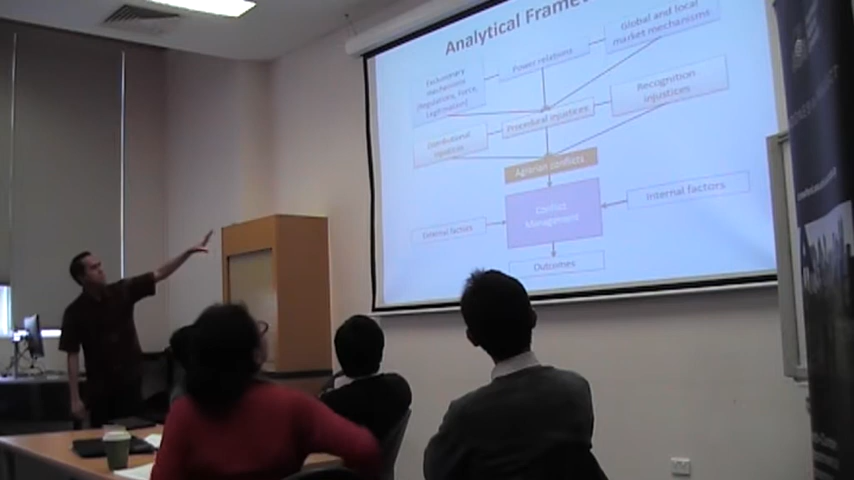 Analytical Frame
Global and local
market mechanisms
Power relations
Exclusionary
mechanisms
(Regulations, Force,
Legitimation)
Recognition
injustices
Procedural injustices
Distributional
injustices
Agrarian conflicts
Internal factors
Conflict
Management
External factors
Outcomes